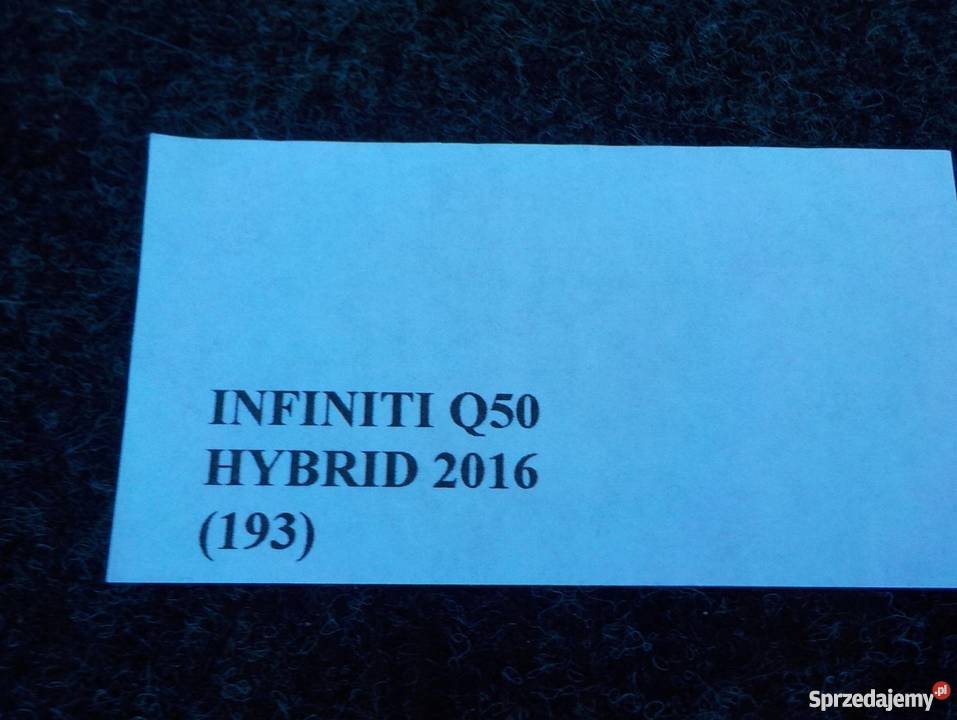 INFINITI Q50
HYBRID 2016
(193)
Sprzedajemy.pl